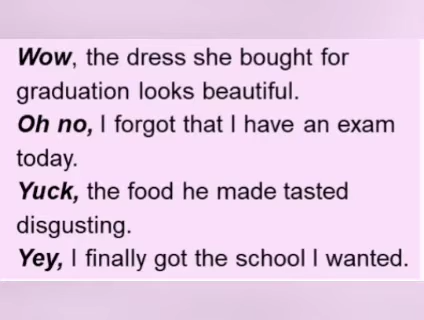 Wow, the dress she bought for
graduation looks beautiful.
Oh no, I forgot that I have an exam
today.
Yuck, the food he made tasted
disgusting.
Yey, I finally got the school I wanted.